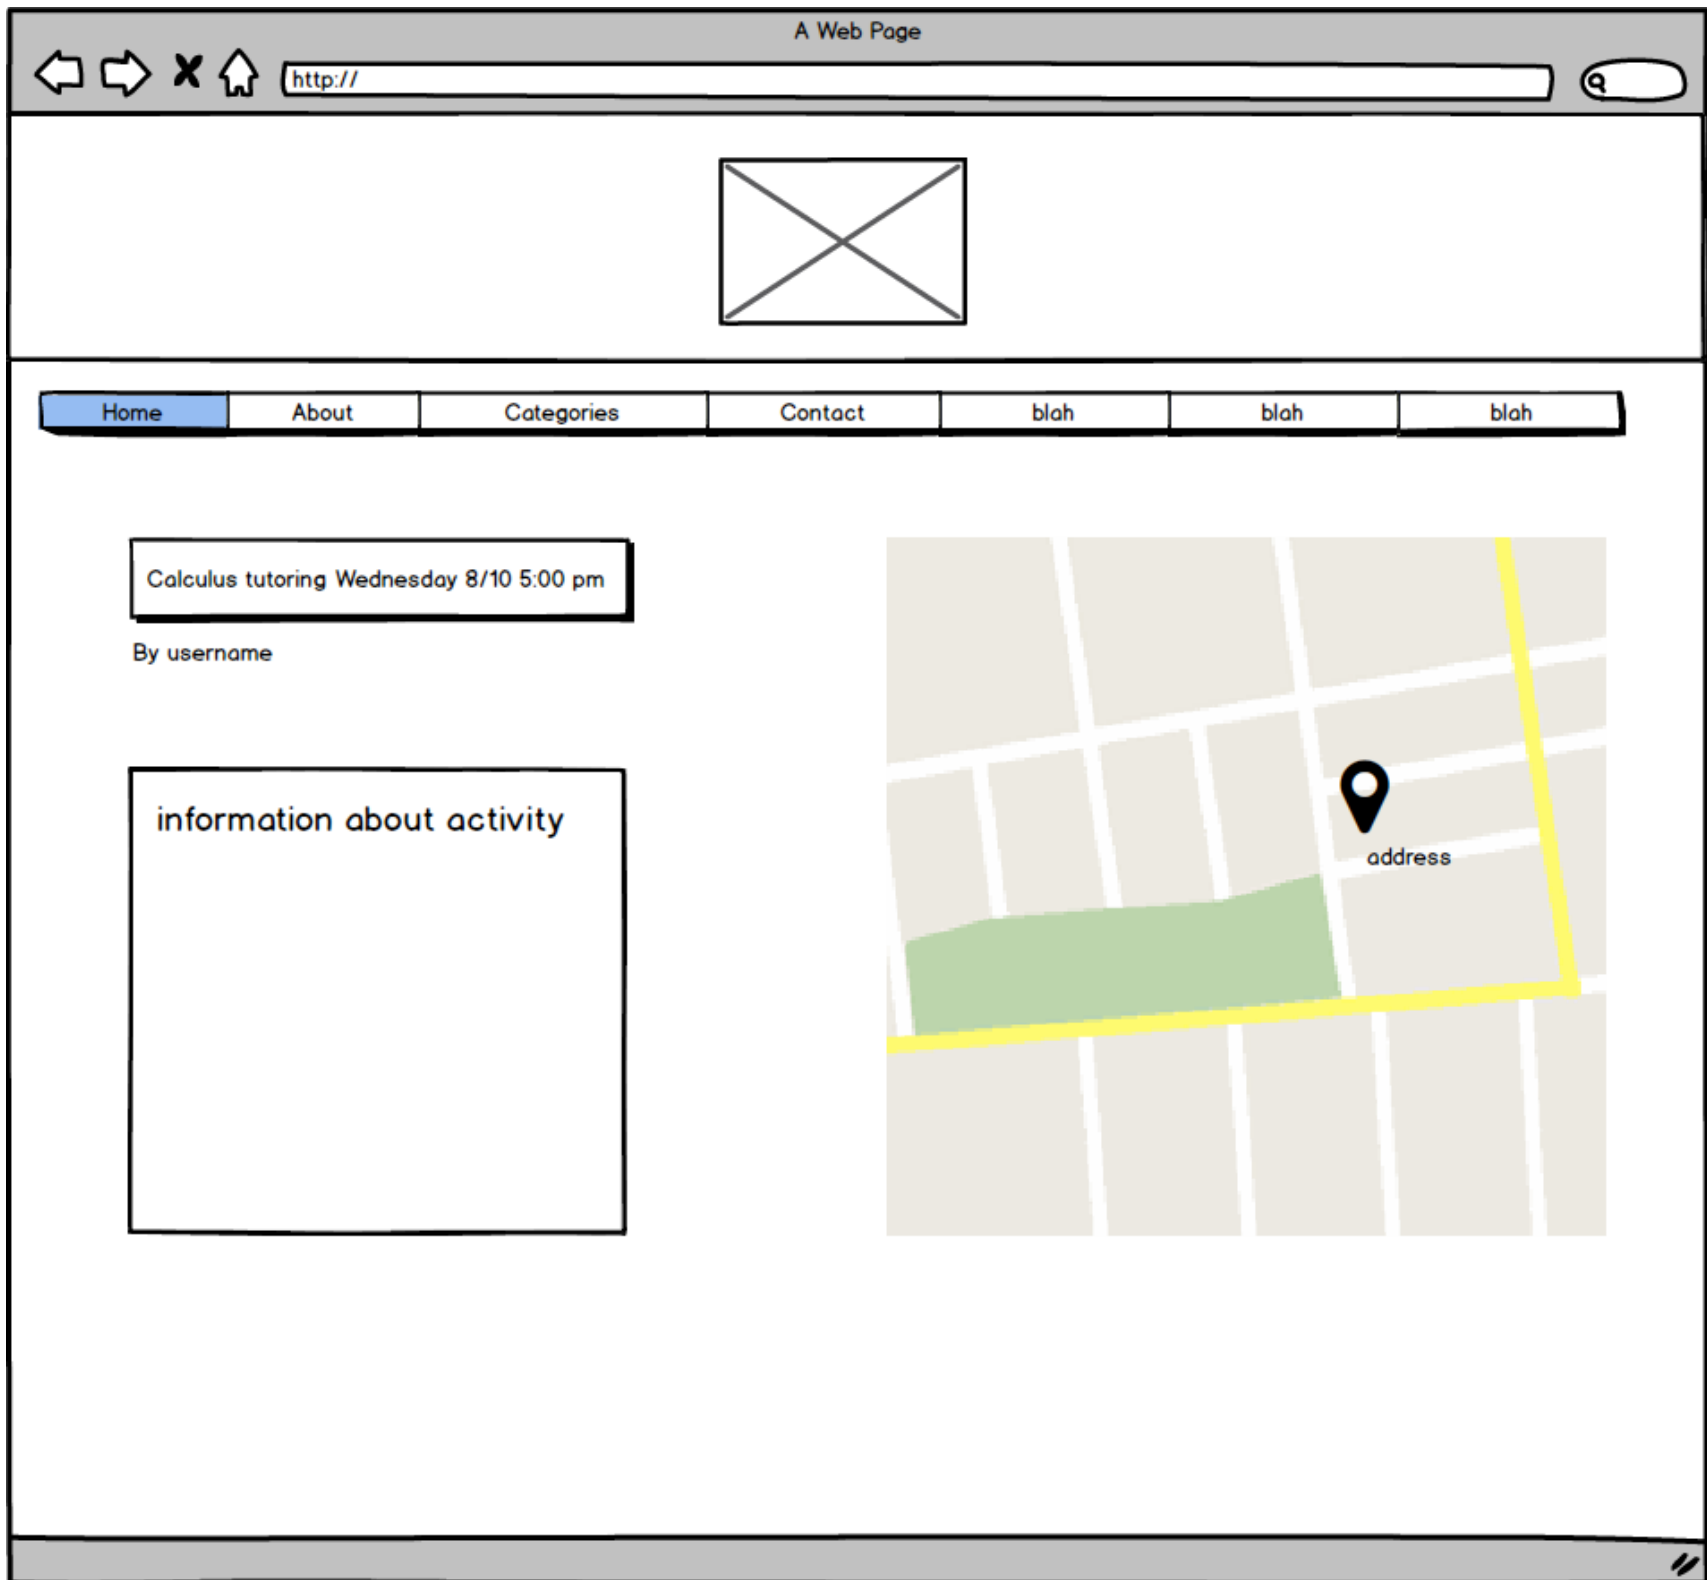 A Web Page
http://
Home About Categories Contact blah blah blah
Calculus tutoring Wednesday 8/10 5:00 pm
By username
information about activity
address